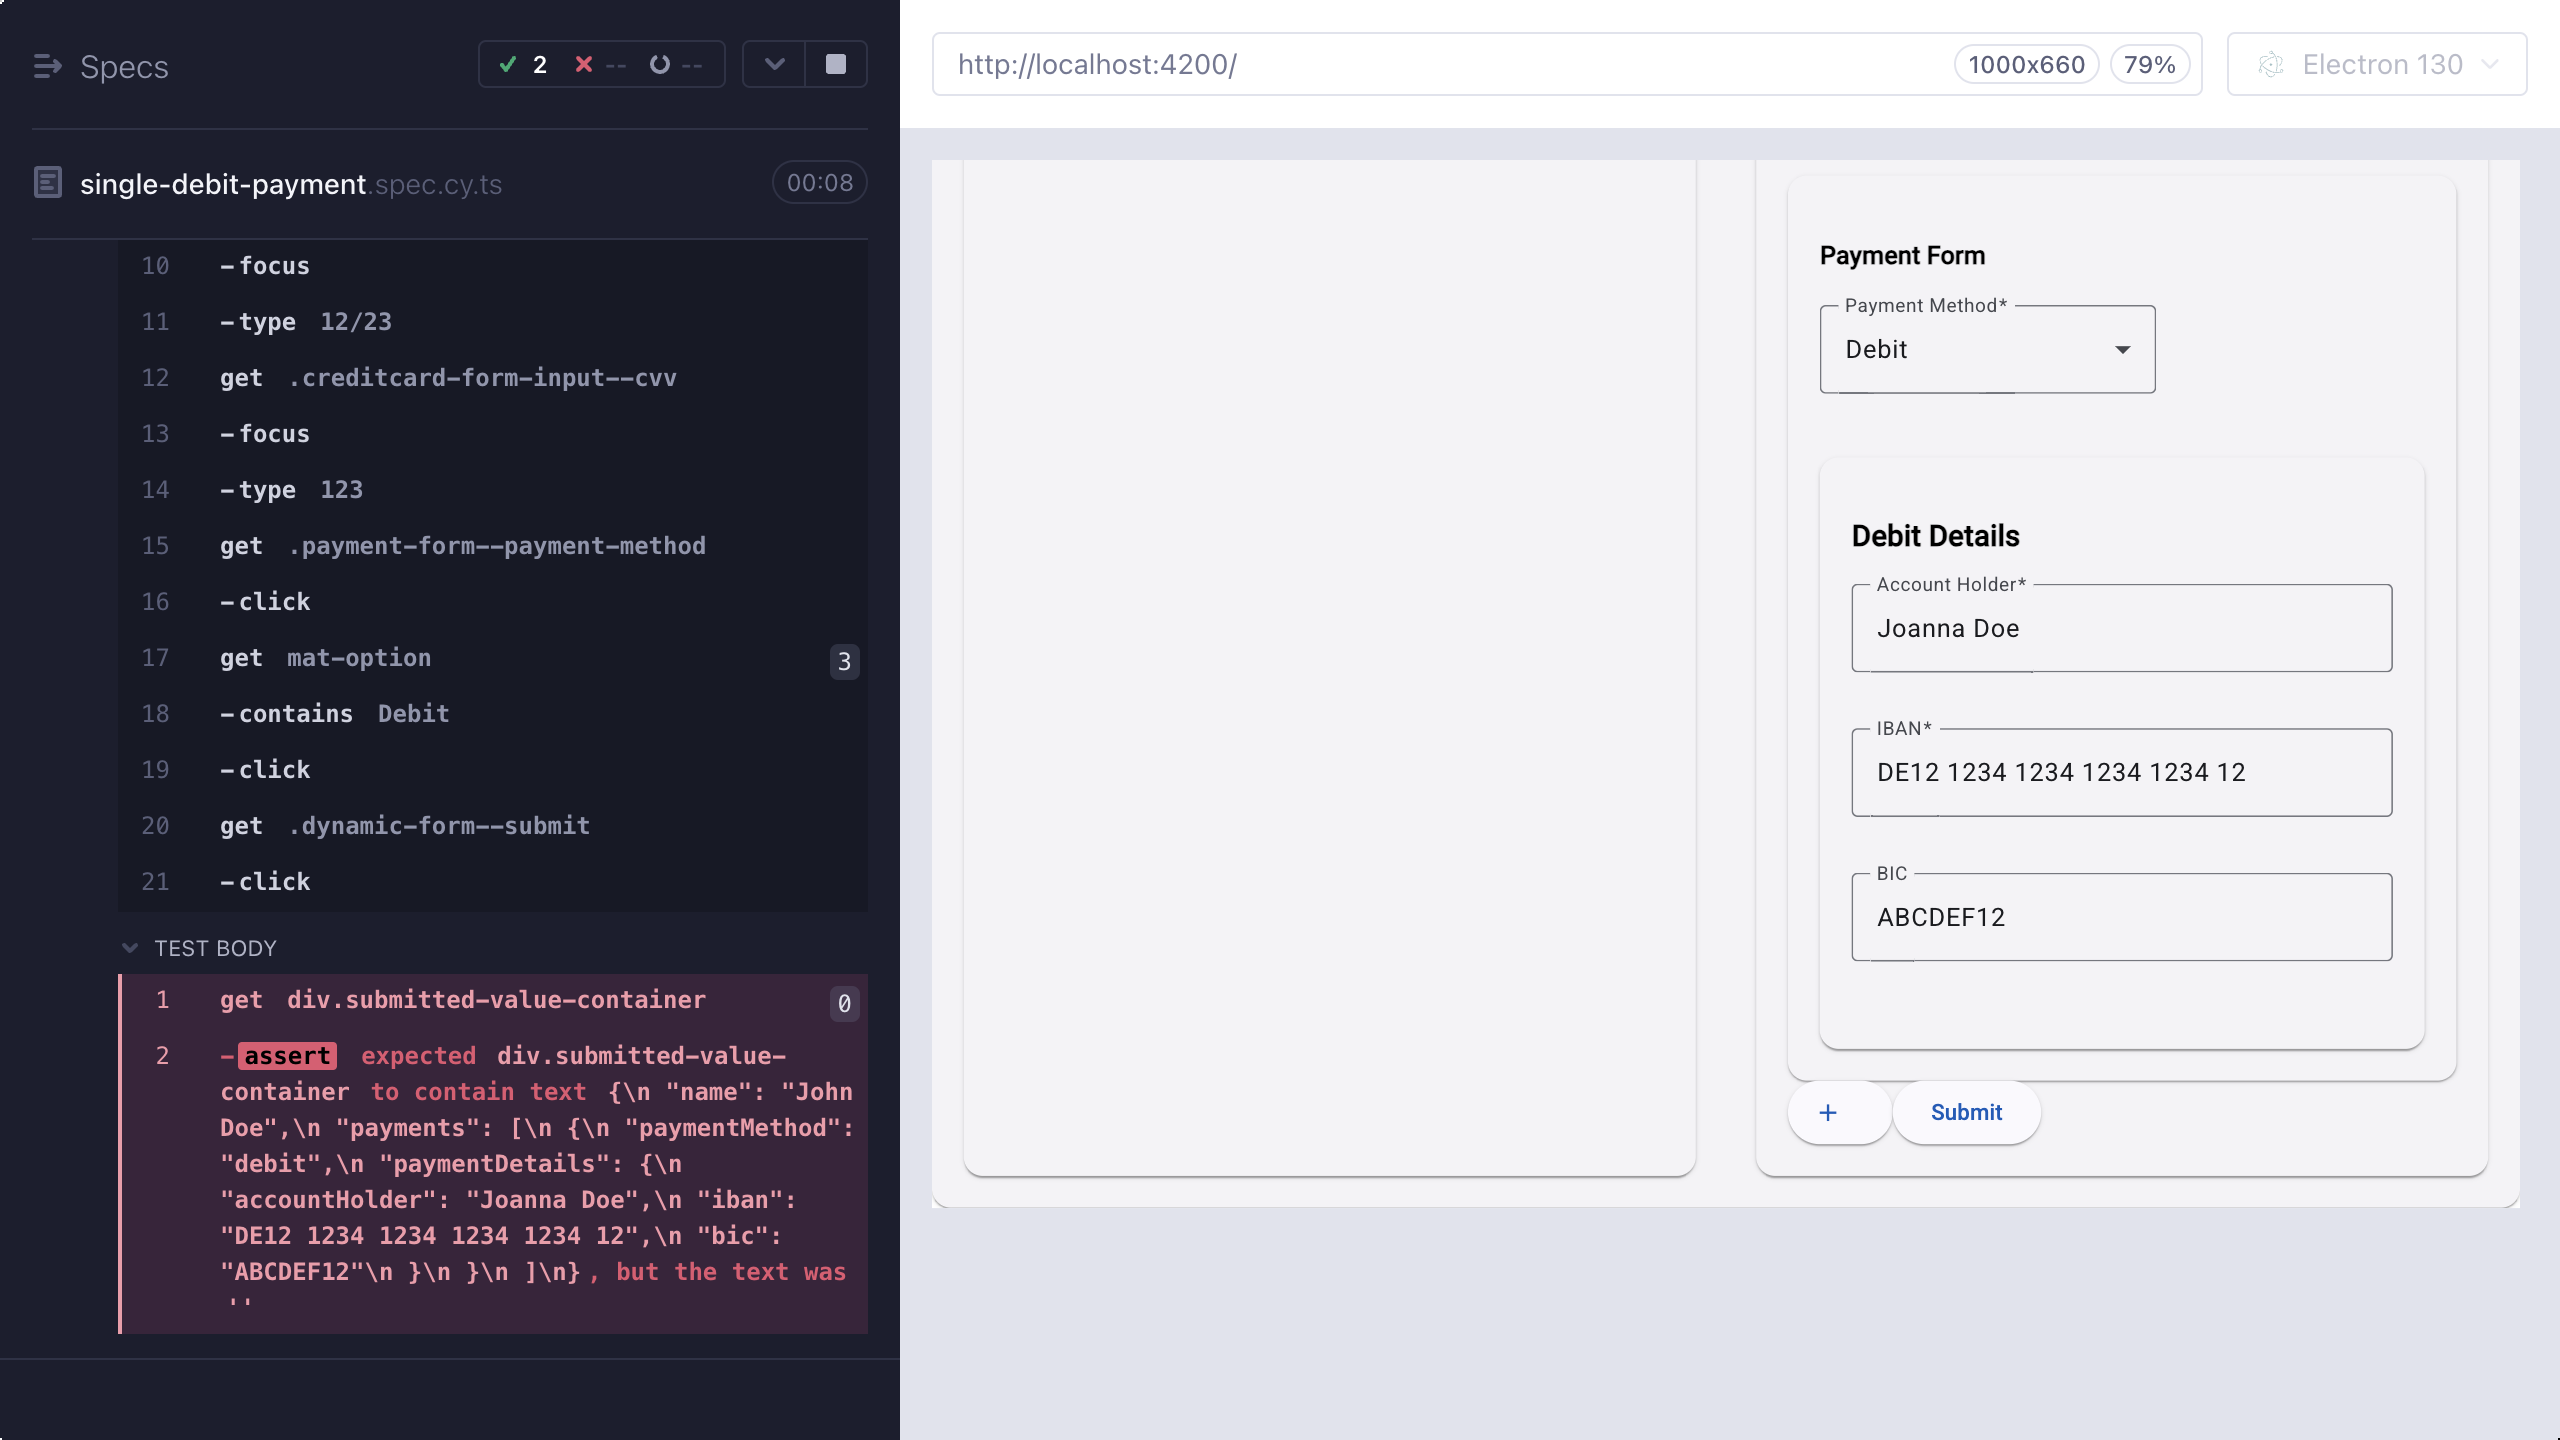 Specs
2
--
--
single-debit-payment.spec.cy.ts
00:08
10 -focus
11 -type 12/23
12 get .creditcard-form-input--cvv
13 -focus
14 -type 123
15 get .payment-form--payment-method
16 -click
17 get mat-option 3
18 -contains Debit
19 -click
20 get .dynamic-form--submit
21 -click
TEST BODY
1 get div.submitted-value-container 0
2 -assert expected div.submitted-value-
container to contain text {\n "name": "John
Doe",\n "payments": [\n {\n "paymentMethod":
"debit",\n "paymentDetails": {\n
"accountHolder": "Joanna Doe",\n "iban":
"DE12 1234 1234 1234 1234 12",\n "bic":
"ABCDEF12"\n }\n }\n ]\n}, but the text was
''
http://localhost:4200/
1000x660
79%
Electron 130
Payment Form
Payment Method*
Debit
Debit Details
Account Holder*
Joanna Doe
IBAN*
DE12 1234 1234 1234 1234 12
BIC
ABCDEF12
+
Submit